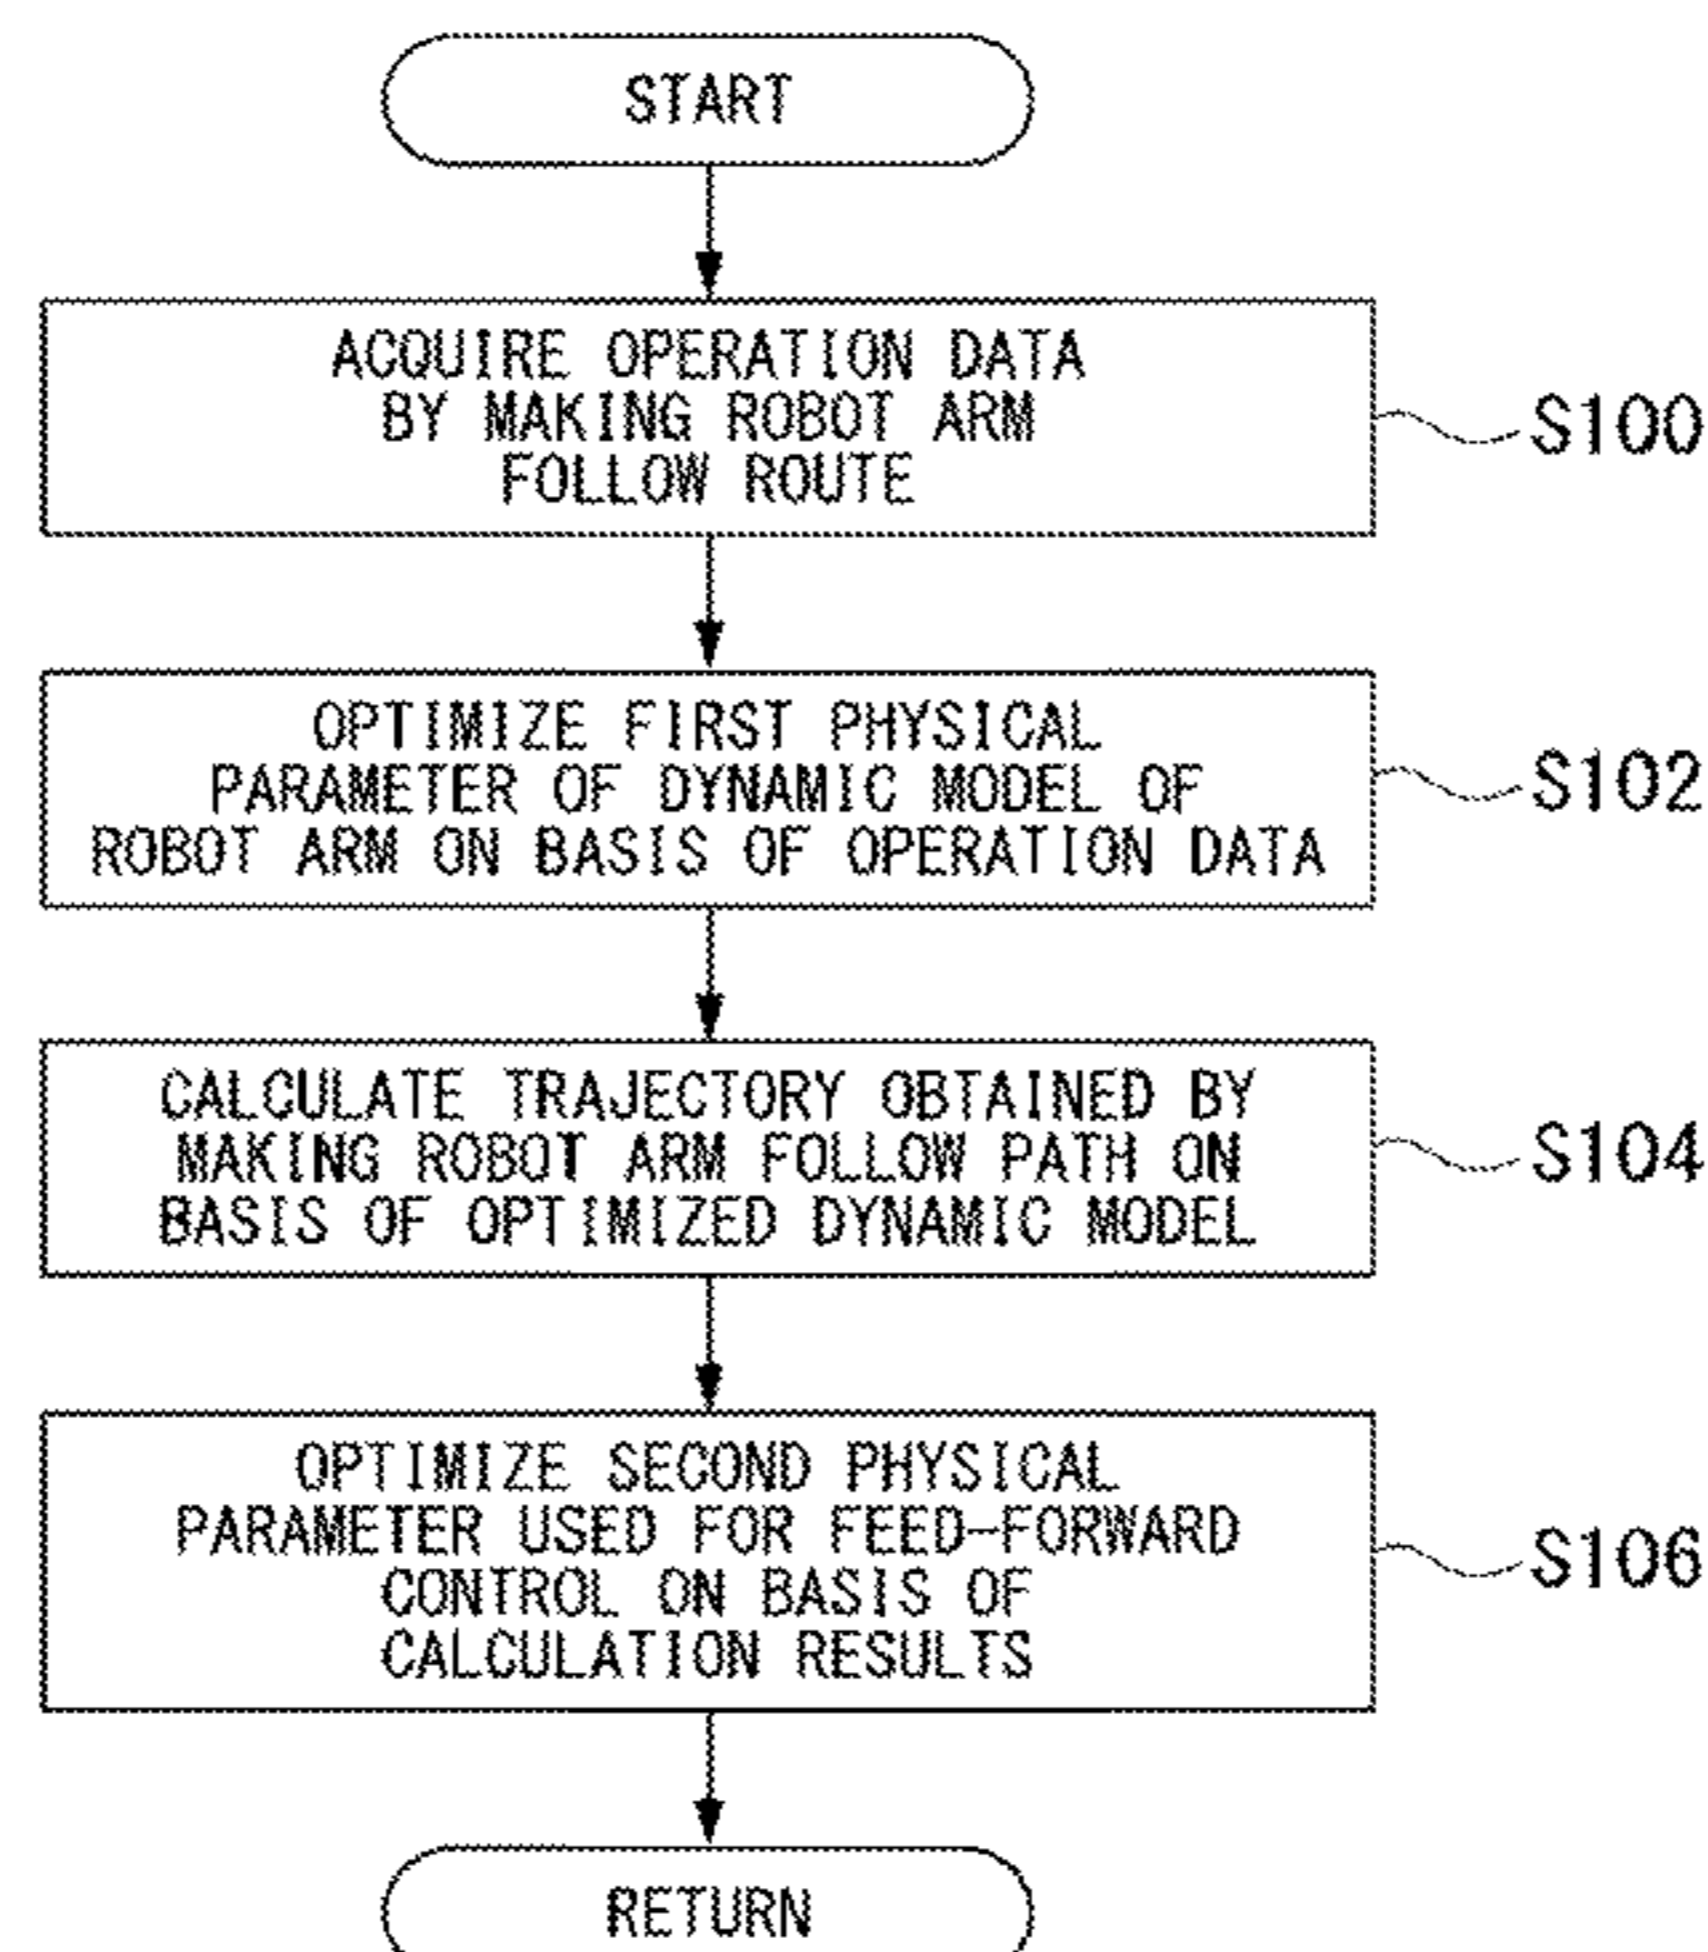 START
ACQUIRE OPERATION DATA
BY MAKING ROBOT ARM
FOLLOW ROUTE
S100
OPTIMIZE FIRST PHYSICAL
PARAMETER OF DYNAMIC MODEL OF
ROBOT ARM ON BASIS OF OPERATION DATA
S102
CALCULATE TRAJECTORY OBTAINED BY
MAKING ROBOT ARM FOLLOW PATH ON
BASIS OF OPTIMIZED DYNAMIC MODEL
S104
OPTIMIZE SECOND PHYSICAL
PARAMETER USED FOR FEED-FORWARD
CONTROL ON BASIS OF
CALCULATION RESULTS
S106
RETURN